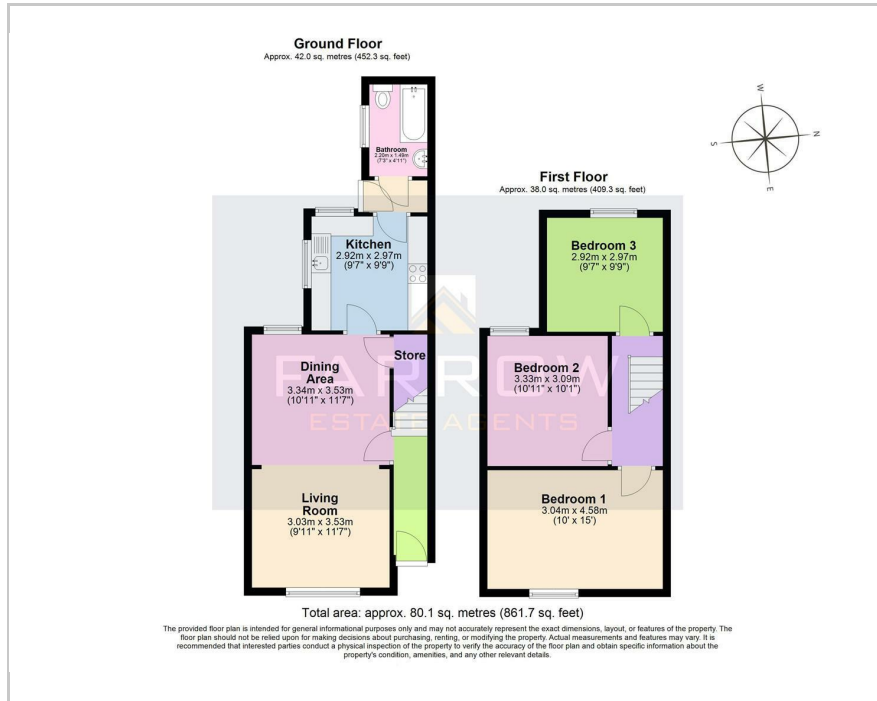 Ground Floor
Approx. 42.0 sq. metres (452.3 sq. feet)
Bathroom
2.20m x 1.49m
(7'3" x 4'11")
Kitchen
2.92m x 2.97m
(9'7" x 9'9")
Store
Dining
Area
3.34m x 3.53m
(10'11" x 11'7")
Living
Room
3.03m x 3.53m
(9'11" x 11'7")
W
N
S
E
First Floor
Approx. 38.0 sq. metres (409.3 sq. feet)
Bedroom 3
2.92m x 2.97m
(9'7" x 9'9")
Bedroom 2
3.33m x 3.09m
(10'11" x 10'1")
Bedroom 1
3.04m x 4.58m
(10' x 15')
FARROW
ESTATE AGENTS
Total area: approx. 80.1 sq. metres (861.7 sq. feet)
The provided floor plan is intended for general informational purposes only and may not accurately represent the exact dimensions, layout, or features of the property. The
floor plan should not be relied upon for making decisions about purchasing, renting, or modifying the property. Actual measurements and features may vary. It is
recommended that interested parties conduct a physical inspection of the property to verify the accuracy of the floor plan and obtain specific information about the
property's condition, amenities, and any other relevant details.